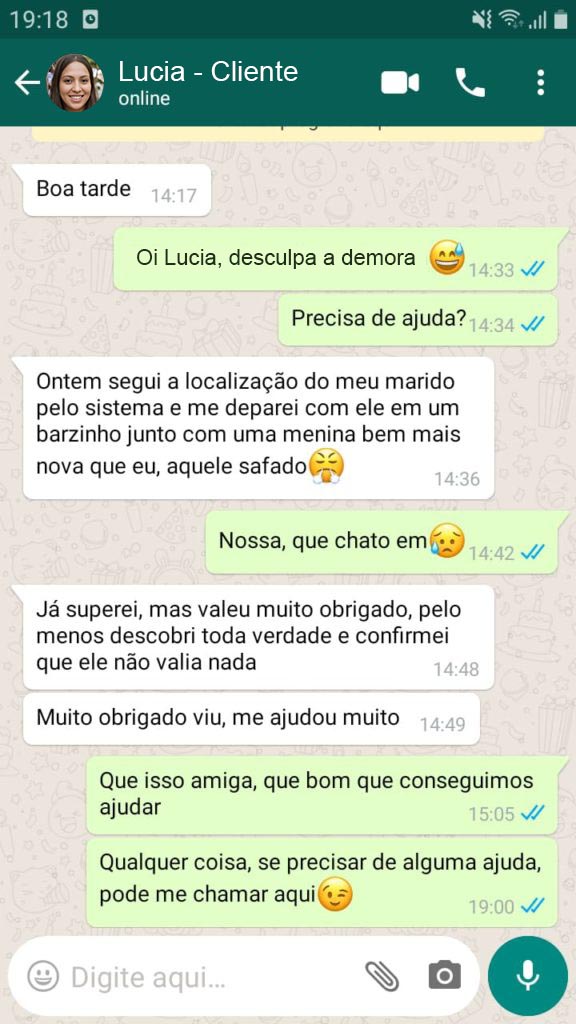 19:18
Lucia - Cliente
online
Boa tarde 14:17
Oi Lucia, desculpa a demora 😅 14:33
Precisa de ajuda? 14:34
Ontem segui a localização do meu marido
pelo sistema e me deparei com ele em um
barzinho junto com uma menina bem mais
nova que eu, aquele safado😤
14:36
Nossa, que chato em😥 14:42
Já superei, mas valeu muito obrigado, pelo
menos descobri toda verdade e confirmei
que ele não valia nada
14:48
Muito obrigado viu, me ajudou muito 14:49
Que isso amiga, que bom que conseguimos
ajudar
15:05
Qualquer coisa, se precisar de alguma ajuda,
pode me chamar aqui😉
19:00
Digite aqui...